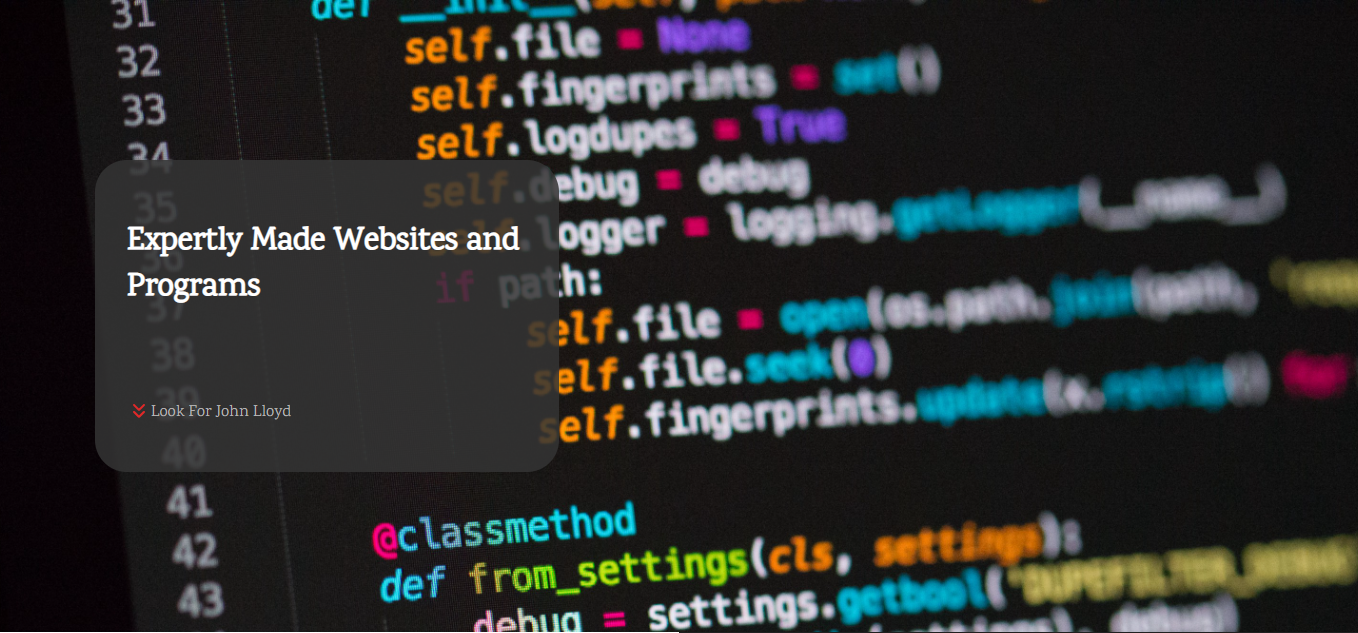 31 def __init__(self,
32 self.file = None
33 self.fingerprints = set()
34 self.logdupes = True
35 self.debug = debug
36 self.logger = logging.getLogger(__name__)
37 if path:
38 self.file = open(os.path.join(path,
39 self.file.seek(0)
40 self.fingerprints.update(x.rstrip() for
41
42 @classmethod
43 def from_settings(cls, settings):
debug = settings.getbool('DUPEFILTER_DEBUG'
Expertly Made Websites and
Programs
Look For John Lloyd